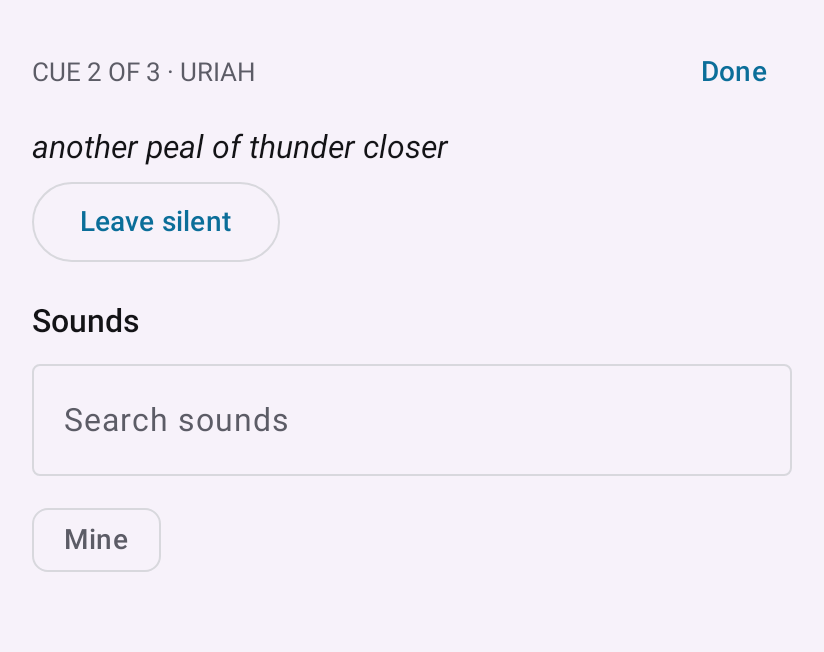 CUE 2 OF 3 · URIAH
Done
another peal of thunder closer
Leave silent
Sounds
Search sounds
Mine